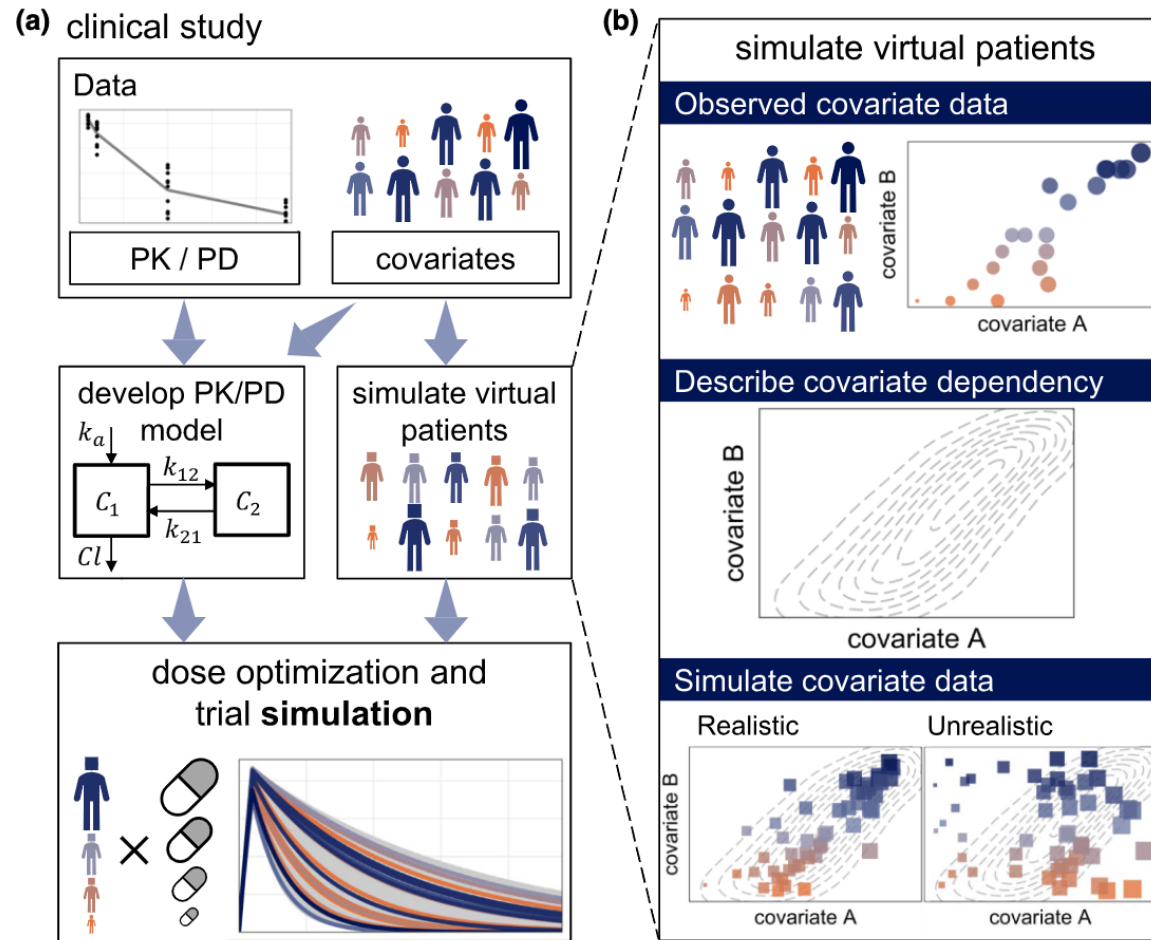 (a) clinical study
Data
PK / PD
covariates
develop PK/PD
model
k_a
k_12
C_1
C_2
k_21
Cl
simulate virtual
patients
dose optimization and
trial simulation
×
(b)
simulate virtual patients
Observed covariate data
covariate B
covariate A
Describe covariate dependency
covariate B
covariate A
Simulate covariate data
Realistic
Unrealistic
covariate B
covariate A
covariate A